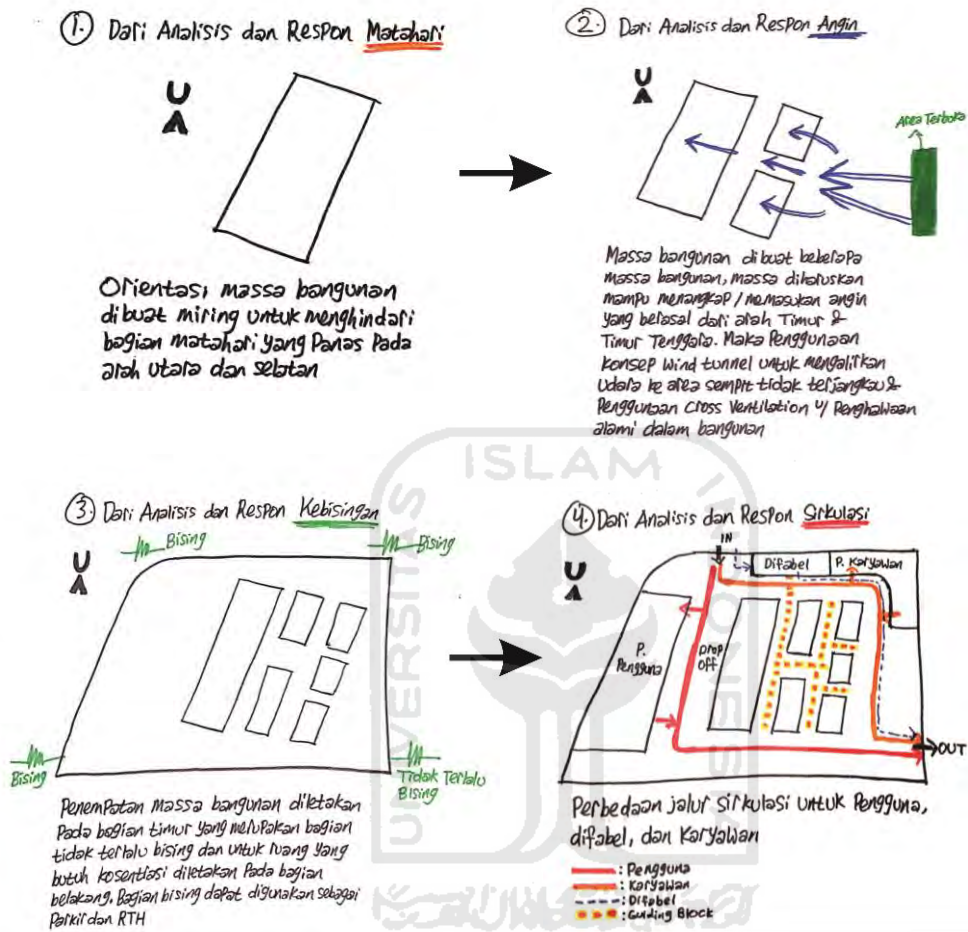 1. Dari Analisis dan Respon Matahari
U
Orientasi massa bangunan
dibuat miring untuk menghindari
bagian matahari yang Panas Pada
arah utara dan selatan
2. Dari Analisis dan Respon Angin
U
Area Terbuka
Massa bangunan dibuat beberapa
massa bangunan, massa diharuskan
mampu menangkap / memasukan angin
yang berasal dari arah Timur &
Timur Tenggara. Maka Penggunaan
konsep wind tunnel untuk mengalirkan
Udara ke area sempit tidak terjangkau &
Penggunaan Cross Ventilation u/ Penghawaan
alami dalam bangunan
3. Dari Analisis dan Respon Kebisingan
U
Bising
Bising
Bising
Tidak Terlalu
Bising
Penempatan massa bangunan diletakan
Pada bagian timur yang merupakan bagian
tidak terlalu bising dan untuk ruang yang
butuh kosentiasi diletakan Pada bagian
belakang. Bagian bising dapat digunakan sebagai
Parkir dan RTH
4. Dari Analisis dan Respon Sirkulasi
U
IN
Difabel
P. Karyawan
P.
Pengguna
Drop
Off
OUT
Perbedaan jalur sirkulasi untuk Pengguna,
difabel, dan Karyawan
: Pengguna
: Karyawan
: Difabel
: Guiding Block
ISLAM
UNIVERSITAS
INDONESIA